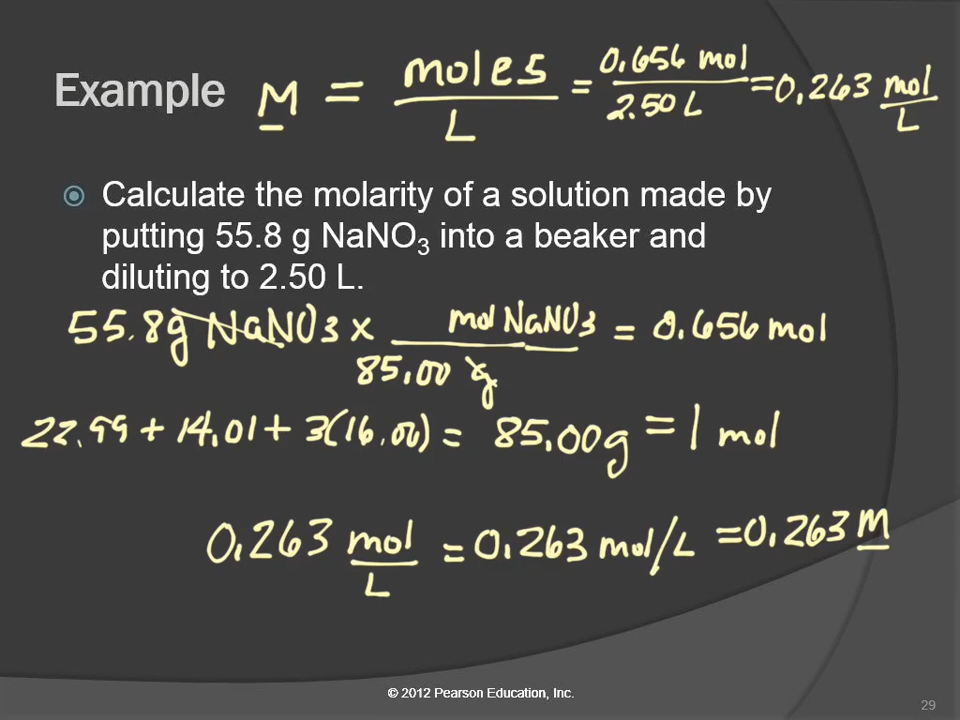 Example M = moles / L = 0.656 mol / 2.50 L = 0.263 mol / L
Calculate the molarity of a solution made by
putting 55.8 g NaNO₃ into a beaker and
diluting to 2.50 L.
55.8g NaNO3 x mol NaNO3 / 85.00 g = 0.656 mol
22.99 + 14.01 + 3(16.00) = 85.00g = 1 mol
0.263 mol / L = 0.263 mol/L = 0.263 M
© 2012 Pearson Education, Inc.
29